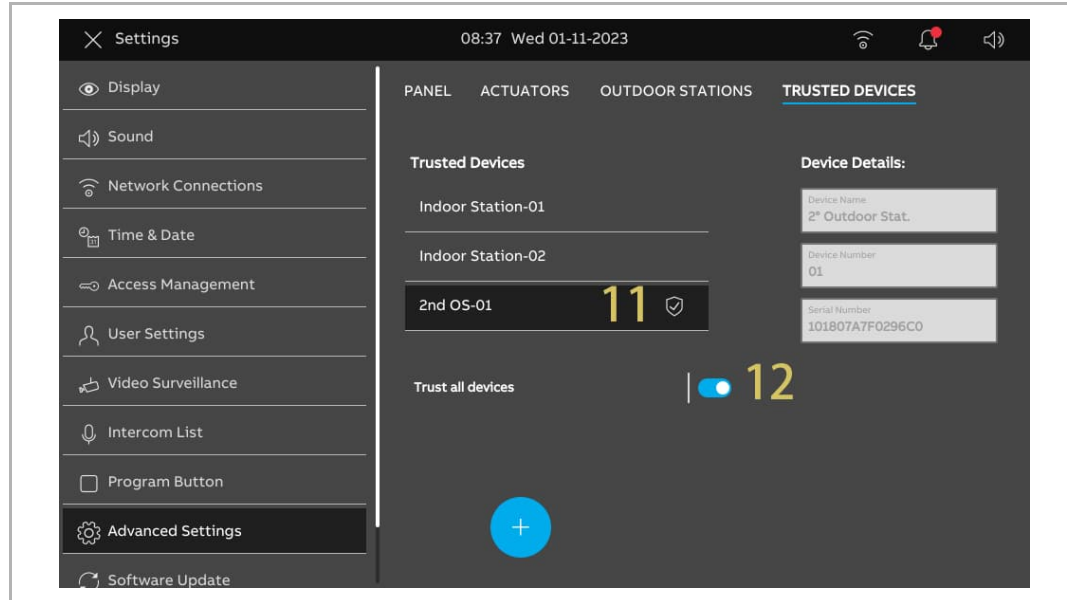 Settings
08:37 Wed 01-11-2023
Display
Sound
Network Connections
Time & Date
31
Access Management
User Settings
Video Surveillance
Intercom List
Program Button
Advanced Settings
Software Update
PANEL ACTUATORS OUTDOOR STATIONS TRUSTED DEVICES
Trusted Devices
Indoor Station-01
Indoor Station-02
2nd OS-01 11
Trust all devices 12
+
Device Details:
Device Name
2° Outdoor Stat.
Device Number
01
Serial Number
101807A7F0296C0